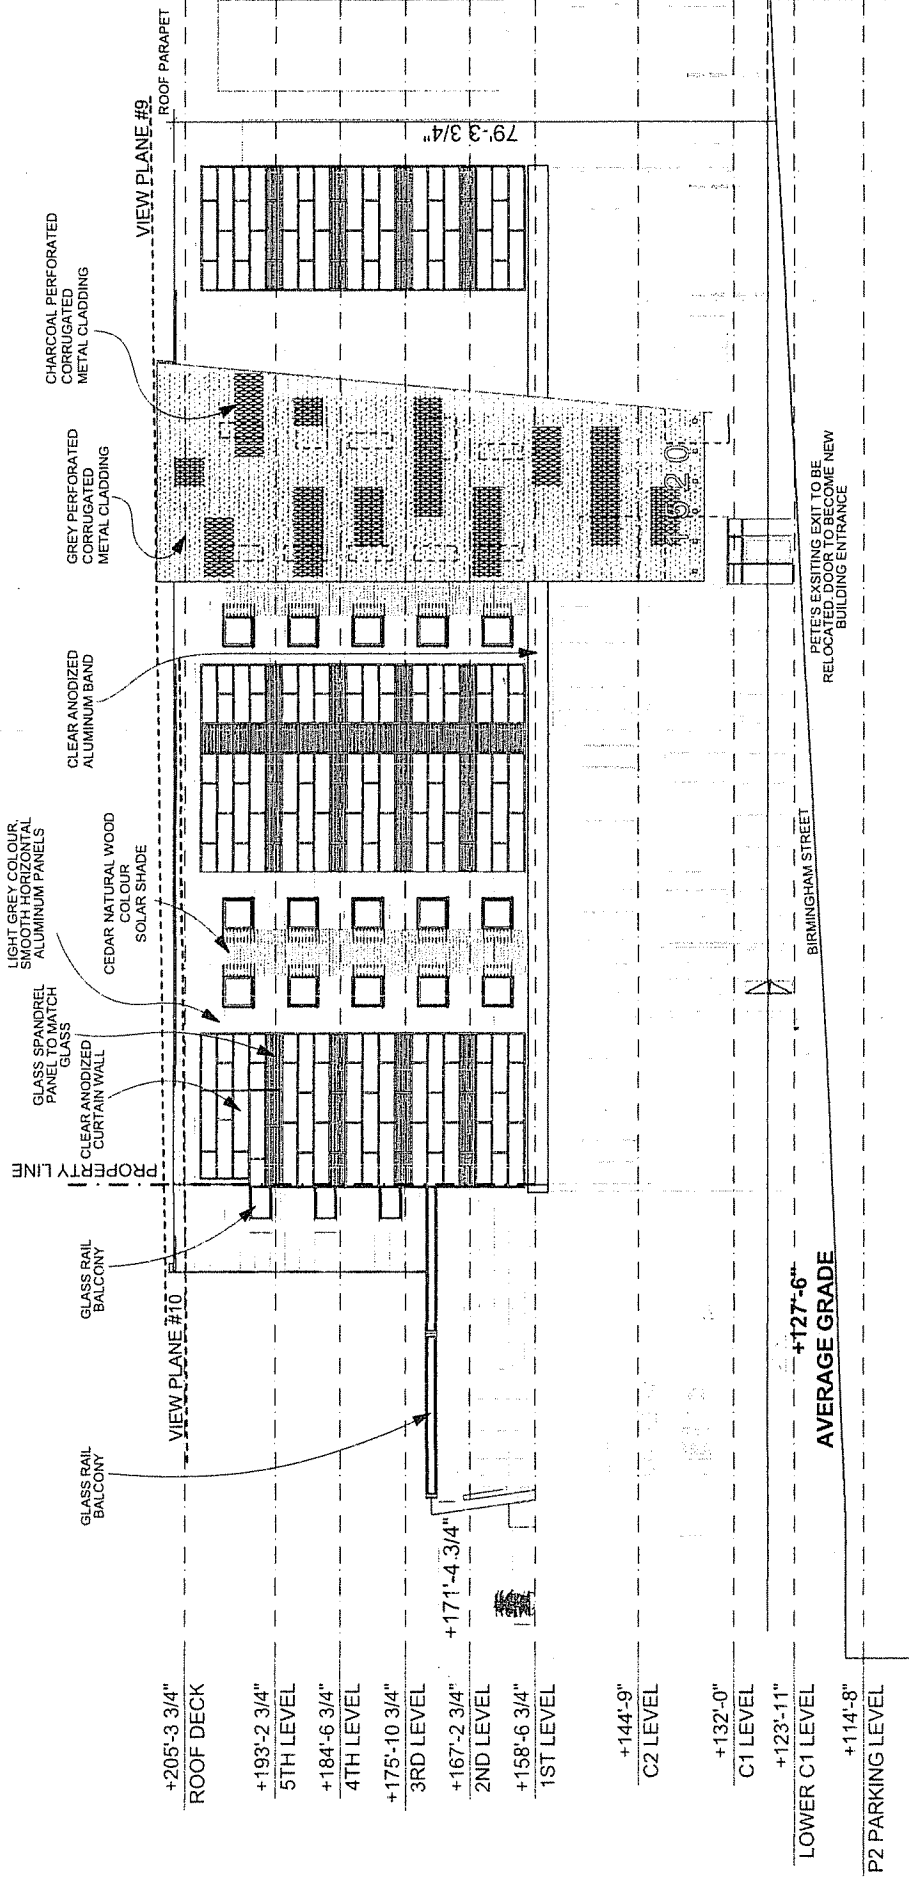 VIEW PLANE #9
ROOF PARAPET
79'-3 3/4"
CHARCOAL PERFORATED
CORRUGATED
METAL CLADDING
GREY PERFORATED
CORRUGATED
METAL CLADDING
CLEAR ANODIZED
ALUMINUM BAND
LIGHT GREY COLOUR,
SMOOTH HORIZONTAL
ALUMINUM PANELS
CEDAR NATURAL WOOD
COLOUR
SOLAR SHADE
GLASS SPANDREL
PANEL TO MATCH
GLASS
CLEAR ANODIZED
CURTAIN WALL
PROPERTY LINE
GLASS RAIL
BALCONY
VIEW PLANE #10
GLASS RAIL
BALCONY
1520
PETE'S EXSITING EXIT TO BE
RELOCATED. DOOR TO BECOME NEW
BUILDING ENTRANCE
BIRMINGHAM STREET
+127'-6"
AVERAGE GRADE
+171'-4 3/4"
+205'-3 3/4"
ROOF DECK
+193'-2 3/4"
5TH LEVEL
+184'-6 3/4"
4TH LEVEL
+175'-10 3/4"
3RD LEVEL
+167'-2 3/4"
2ND LEVEL
+158'-6 3/4"
1ST LEVEL
+144'-9"
C2 LEVEL
+132'-0"
C1 LEVEL
+123'-11"
LOWER C1 LEVEL
+114'-8"
P2 PARKING LEVEL